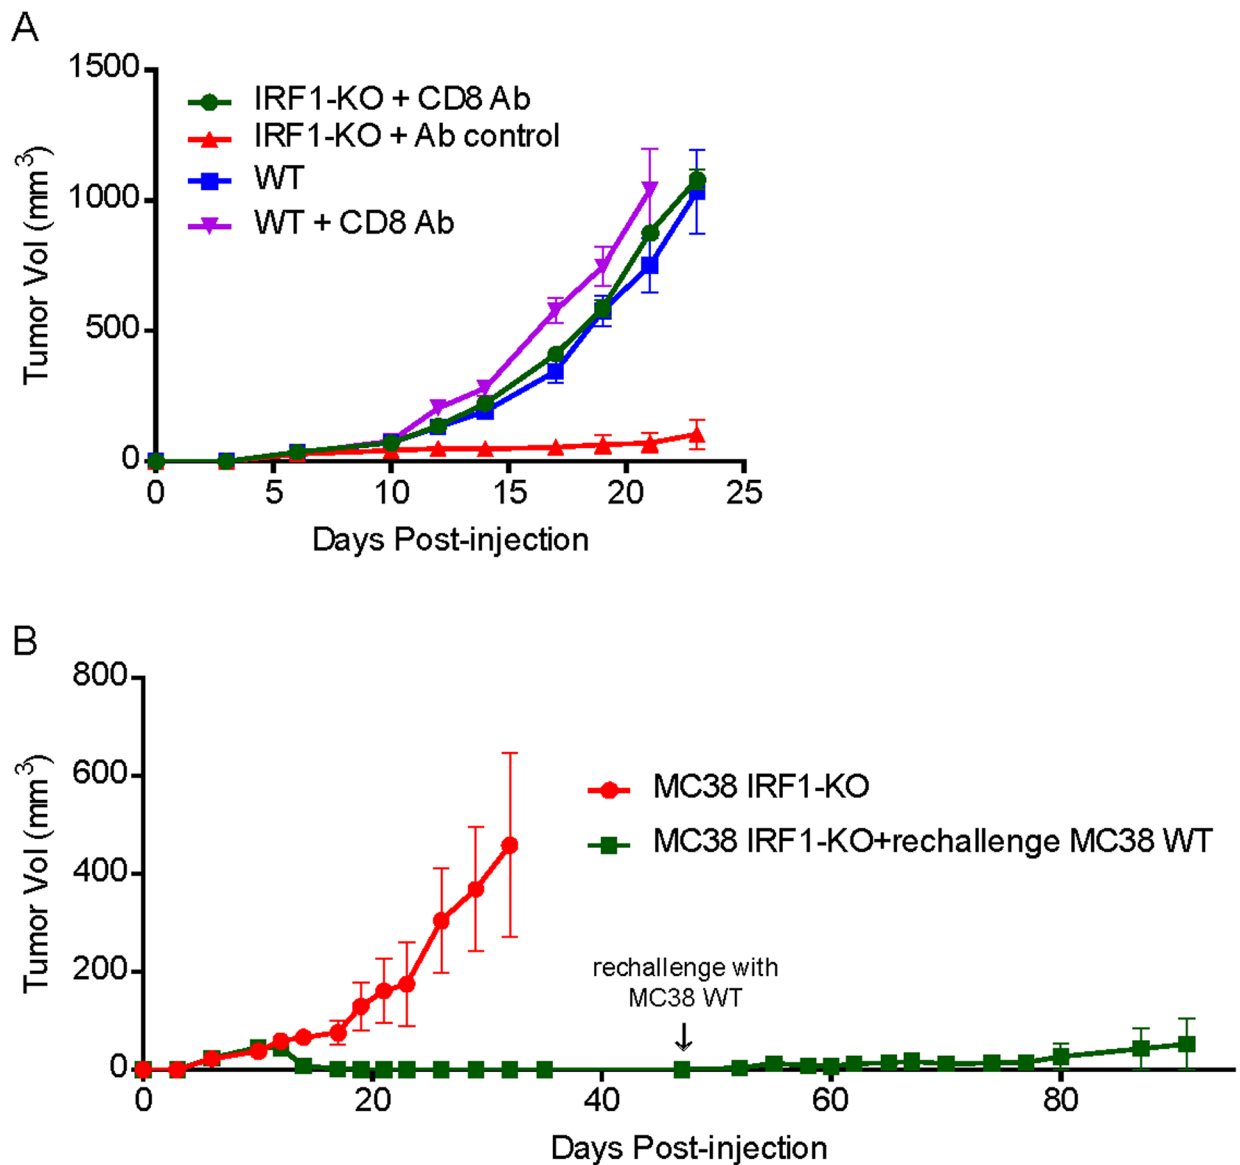 A
1500
1000
500
0
Tumor Vol (mm³)
IRF1-KO + CD8 Ab
IRF1-KO + Ab control
WT
WT + CD8 Ab
0 5 10 15 20 25
Days Post-injection
B
800
600
400
200
0
Tumor Vol (mm³)
MC38 IRF1-KO
MC38 IRF1-KO+rechallenge MC38 WT
rechallenge with
MC38 WT
0 20 40 60 80
Days Post-injection